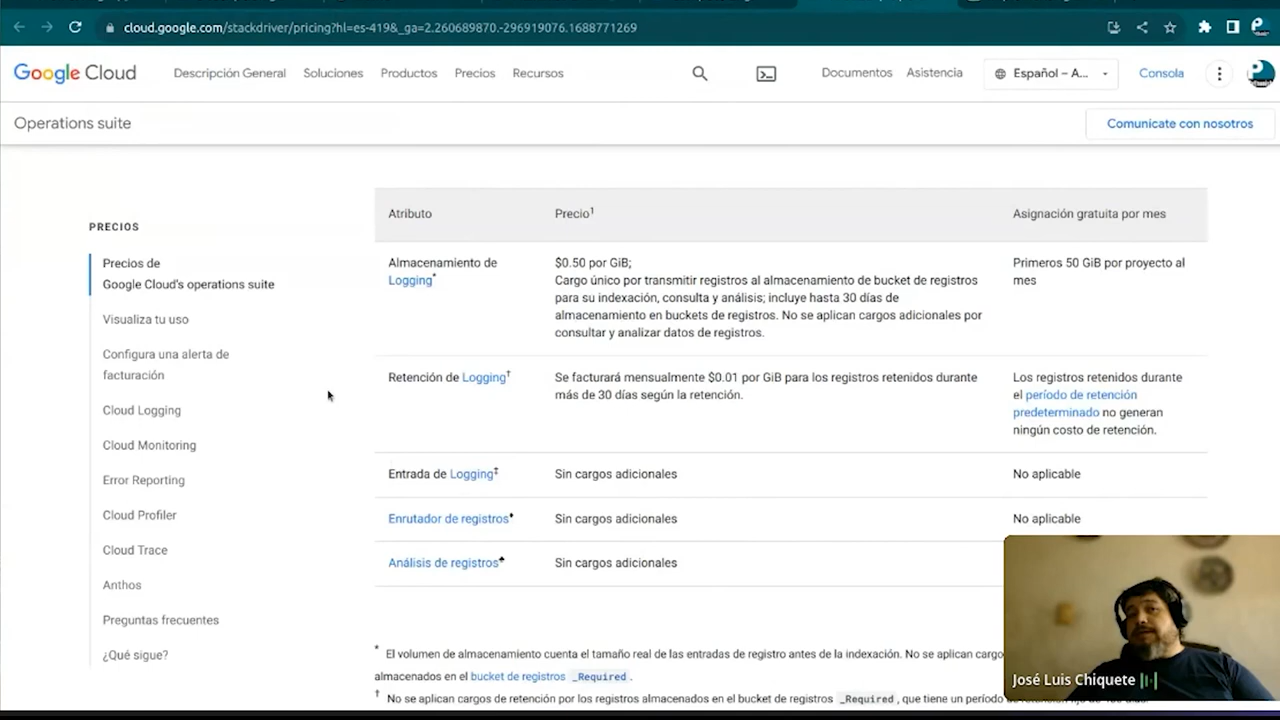 cloud.google.com/stackdriver/pricing?hl=es-419&_ga=2.260689870.-296919076.1688771269
Google Cloud
Descripción General
Soluciones
Productos
Precios
Recursos
Documentos
Asistencia
Español – A...
Consola
Operations suite
Comunícate con nosotros
PRECIOS
Precios de
Google Cloud's operations suite
Visualiza tu uso
Configura una alerta de
facturación
Cloud Logging
Cloud Monitoring
Error Reporting
Cloud Profiler
Cloud Trace
Anthos
Preguntas frecuentes
¿Qué sigue?
Atributo
Precio¹
Asignación gratuita por mes
Almacenamiento de
Logging*
$0.50 por GiB;
Cargo único por transmitir registros al almacenamiento de bucket de registros
para su indexación, consulta y análisis; incluye hasta 30 días de
almacenamiento en buckets de registros. No se aplican cargos adicionales por
consultar y analizar datos de registros.
Primeros 50 GiB por proyecto al
mes
Retención de Logging†
Se facturará mensualmente $0.01 por GiB para los registros retenidos durante
más de 30 días según la retención.
Los registros retenidos durante
el período de retención
predeterminado no generan
ningún costo de retención.
Entrada de Logging‡
Sin cargos adicionales
No aplicable
Enrutador de registros♦
Sin cargos adicionales
No aplicable
Análisis de registros♠
Sin cargos adicionales
* El volumen de almacenamiento cuenta el tamaño real de las entradas de registro antes de la indexación. No se aplican
almacenados en el bucket de registros _Required.
† No se aplican cargos de retención por los registros almacenados en el bucket de registros _Required, que tiene un período
José Luis Chiquete